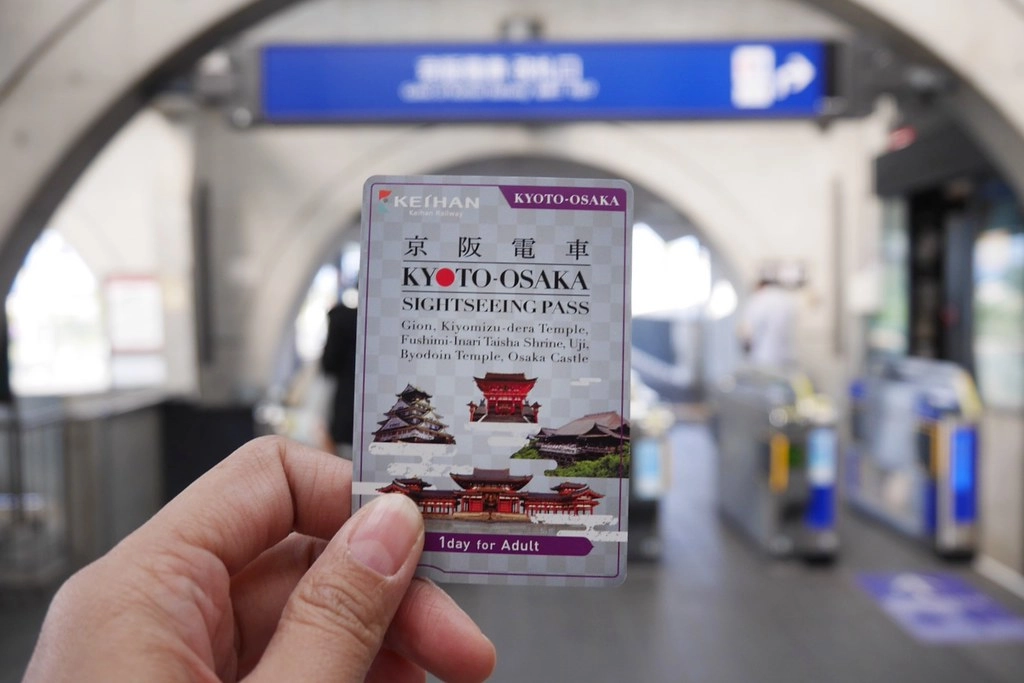 KEIHAN
Keihan Railway
KYOTO-OSAKA
京阪電車
KYOTO-OSAKA
SIGHTSEEING PASS
Gion, Kiyomizu-dera Temple,
Fushimi-Inari Taisha Shrine, Uji,
Byodoin Temple, Osaka Castle
1day for Adult